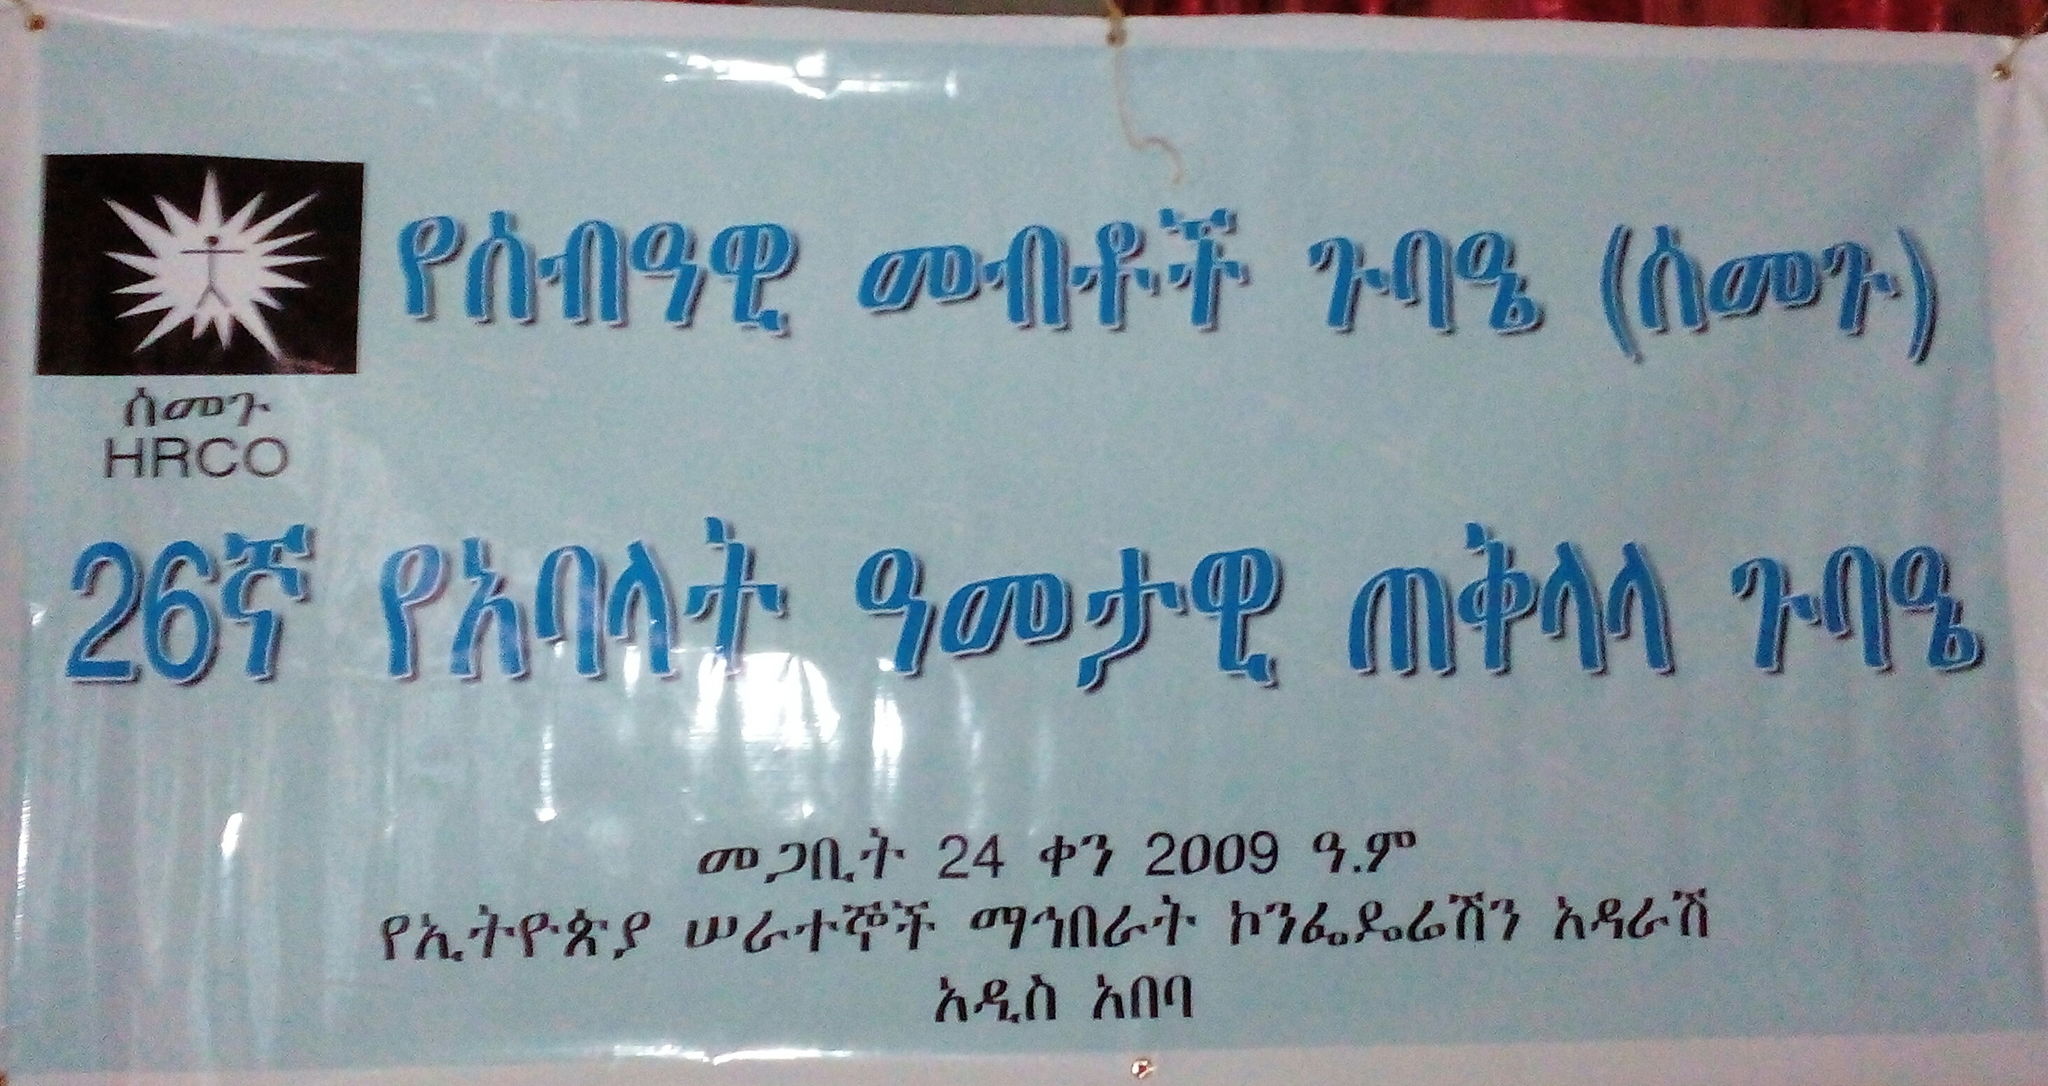 የሰብዓዊ መብቶች ጉባዔ (ሰመጉ)
ሰመጉ
HRCO
26ኛ የአባላት ዓመታዊ ጠቅላላ ጉባዔ
መጋቢት 24 ቀን 2009 ዓ.ም
የኢትዮጵያ ሠራተኞች ማኅበራት ኮንፌዴሬሽን አዳራሽ
አዲስ አበባ